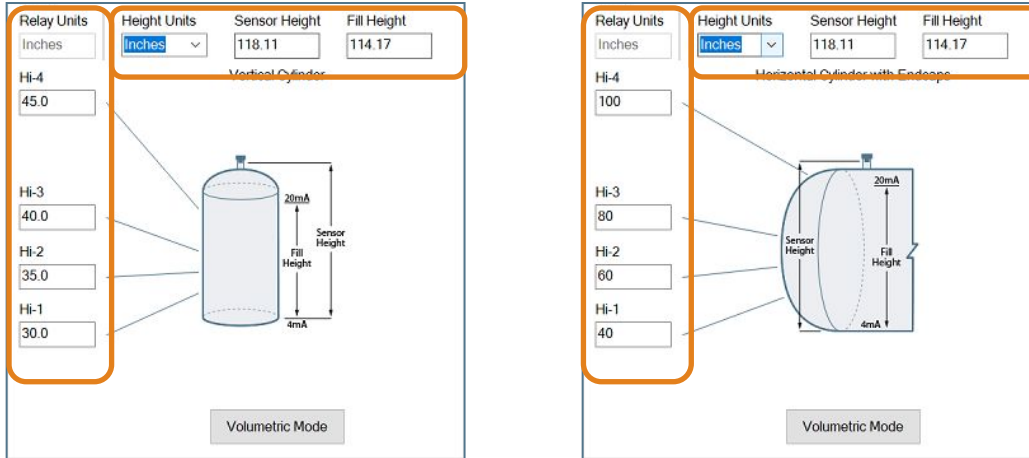 Relay Units Height Units Sensor Height Fill Height
Inches Inches 118.11 114.17
Vertical Cylinder
Hi-4
45.0
Hi-3
40.0
Hi-2
35.0
Hi-1
30.0
20mA
Sensor
Height
Fill
Height
4mA
Volumetric Mode
Relay Units Height Units Sensor Height Fill Height
Inches Inches 118.11 114.17
Horizontal Cylinder with Endcaps
Hi-4
100
Hi-3
80
Hi-2
60
Hi-1
40
20mA
Sensor
Height
Fill
Height
4mA
Volumetric Mode